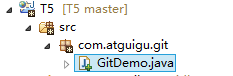 T5 [T5 master]
src
com.atguigu.git
GitDemo.java